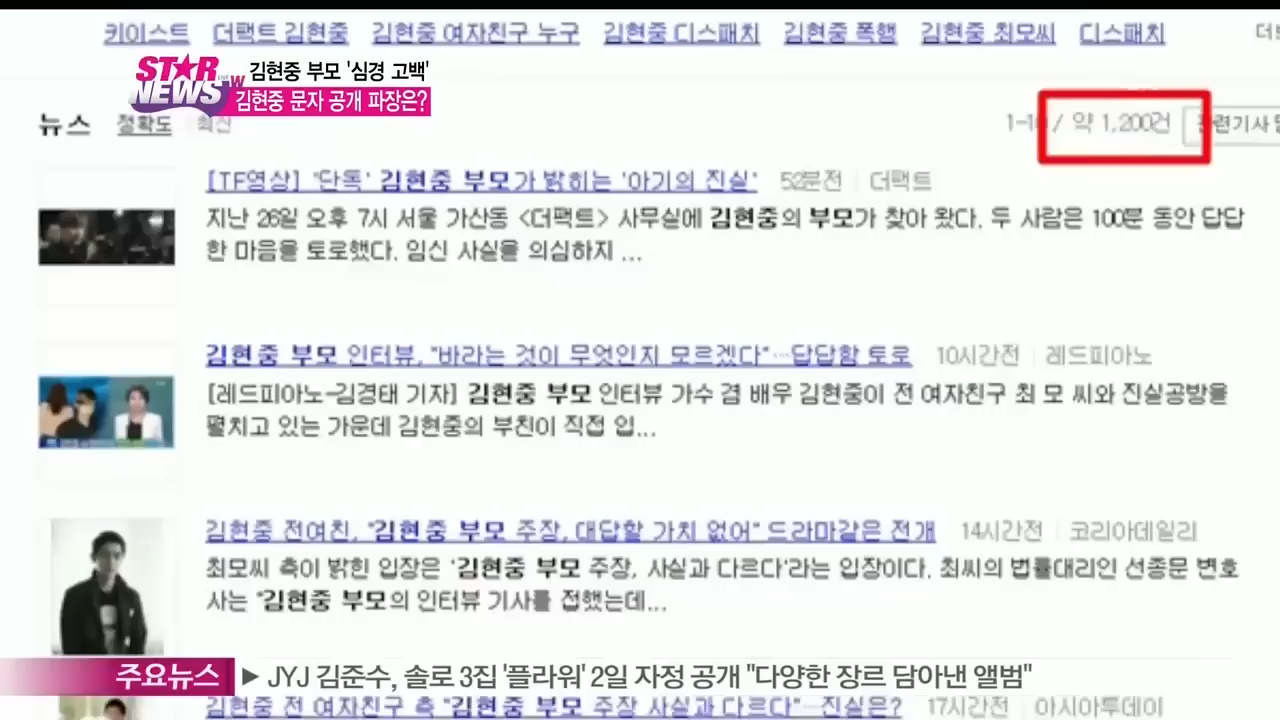 키이스트 더팩트 김현중 김현중 여자친구 누구 김현중 디스패치 김현중 폭행 김현중 최모씨 디스패치
STAR NEWS
김현중 부모 '심경 고백'
김현중 문자 공개 파장은?
뉴스 정확도 최신 1-10 / 약 1,200건 관련기사
[TF영상] '단독' 김현중 부모가 밝히는 '아기의 진실' 52분전 더팩트
지난 26일 오후 7시 서울 가산동 <더팩트> 사무실에 김현중의 부모가 찾아 왔다. 두 사람은 100분 동안 답답
한 마음을 토로했다. 임신 사실을 의심하지 ...
김현중 부모 인터뷰, "바라는 것이 무엇인지 모르겠다"…답답함 토로 10시간전 레드피아노
[레드피아노-김경태 기자] 김현중 부모 인터뷰 가수 겸 배우 김현중이 전 여자친구 최 모 씨와 진실공방을
펼치고 있는 가운데 김현중의 부친이 직접 입...
김현중 전여친, "김현중 부모 주장, 대답할 가치 없어" 드라마같은 전개 14시간전 코리아데일리
최모씨 측이 밝힌 입장은 '김현중 부모 주장, 사실과 다르다'라는 입장이다. 최씨의 법률대리인 선종문 변호
사는 "김현중 부모의 인터뷰 기사를 접했는데...
주요뉴스 ▶ JYJ 김준수, 솔로 3집 '플라워' 2일 자정 공개 "다양한 장르 담아낸 앨범"
김현중 전 여자친구 측 "김현중 부모 주장 사실과 다르다"...진실은? 17시간전 아시아투데이